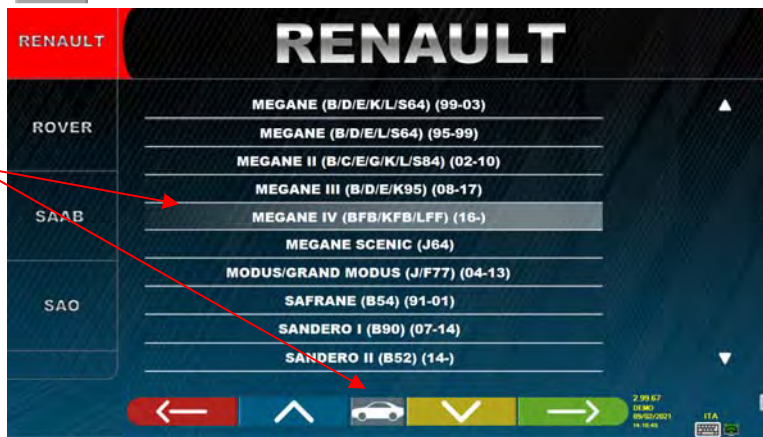 RENAULT
RENAULT
ROVER
SAAB
SAO
MEGANE (B/D/E/K/L/S64) (99-03)
MEGANE (B/D/E/L/S64) (95-99)
MEGANE II (B/C/E/G/K/L/S84) (02-10)
MEGANE III (B/D/E/K95) (08-17)
MEGANE IV (BFB/KFB/LFF) (16-)
MEGANE SCENIC (J64)
MODUS/GRAND MODUS (J/F77) (04-13)
SAFRANE (B54) (91-01)
SANDERO I (B90) (07-14)
SANDERO II (B52) (14-)
2.99.67
DEMO
09/02/2021
ITA